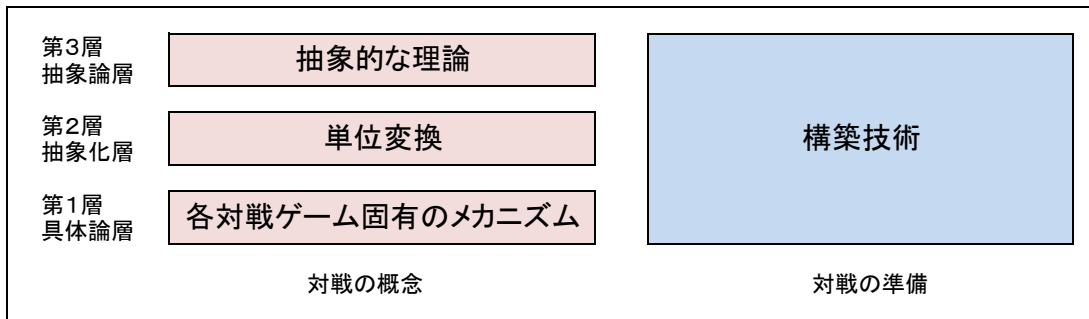 第3層
抽象論層
抽象的な理論
第2層
抽象化層
単位変換
第1層
具体論層
各対戦ゲーム固有のメカニズム
対戦の概念
構築技術
対戦の準備